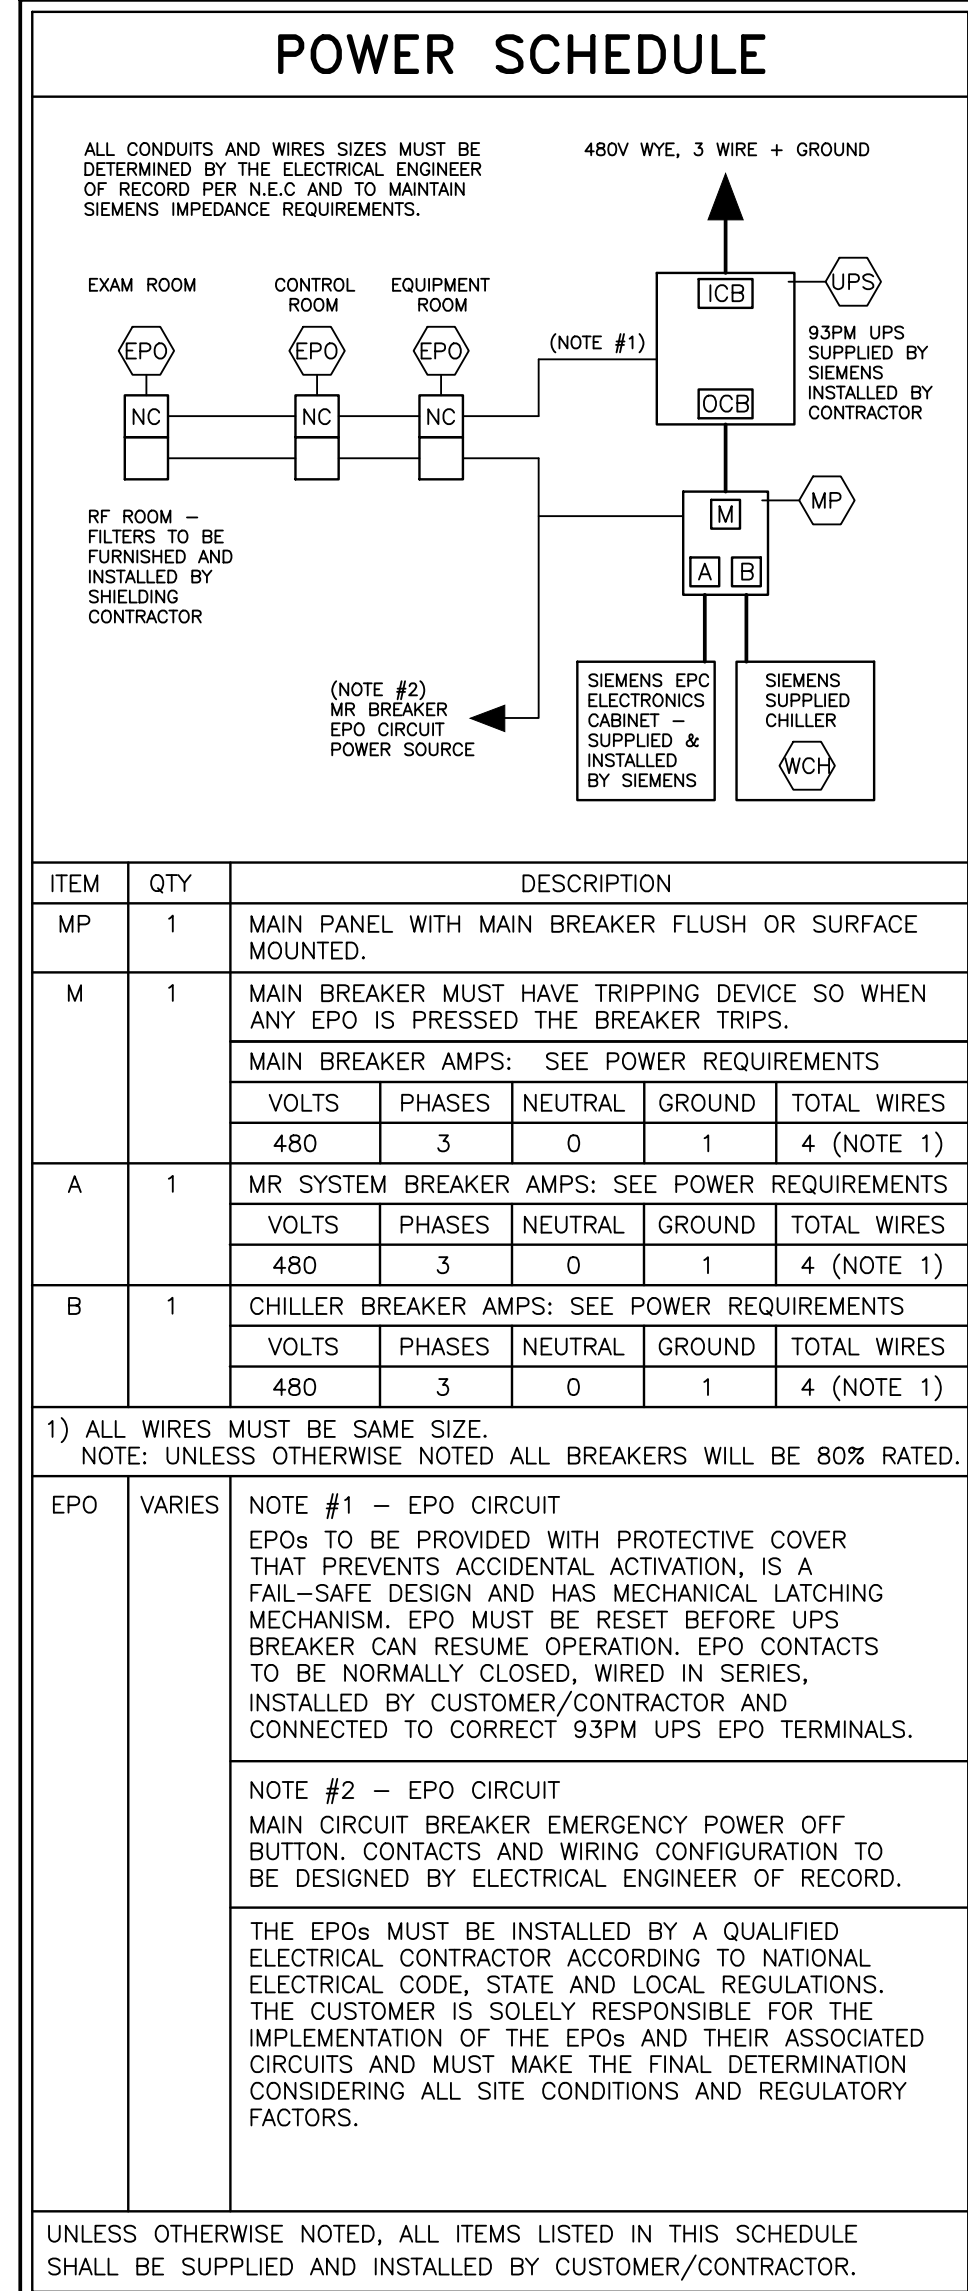 POWER SCHEDULE
ALL CONDUITS AND WIRES SIZES MUST BE
DETERMINED BY THE ELECTRICAL ENGINEER
OF RECORD PER N.E.C AND TO MAINTAIN
SIEMENS IMPEDANCE REQUIREMENTS.
480V WYE, 3 WIRE + GROUND
EXAM ROOM
CONTROL
ROOM
EQUIPMENT
ROOM
EPO
EPO
EPO
NC
NC
NC
(NOTE #1)
ICB
OCB
UPS
93PM UPS
SUPPLIED BY
SIEMENS
INSTALLED BY
CONTRACTOR
RF ROOM –
FILTERS TO BE
FURNISHED AND
INSTALLED BY
SHIELDING
CONTRACTOR
M
MP
A
B
(NOTE #2)
MR BREAKER
EPO CIRCUIT
POWER SOURCE
SIEMENS EPC
ELECTRONICS
CABINET –
SUPPLIED &
INSTALLED
BY SIEMENS
SIEMENS
SUPPLIED
CHILLER
WCH
ITEM QTY DESCRIPTION
MP 1 MAIN PANEL WITH MAIN BREAKER FLUSH OR SURFACE
MOUNTED.
M 1 MAIN BREAKER MUST HAVE TRIPPING DEVICE SO WHEN
ANY EPO IS PRESSED THE BREAKER TRIPS.
MAIN BREAKER AMPS: SEE POWER REQUIREMENTS
VOLTS PHASES NEUTRAL GROUND TOTAL WIRES
480 3 0 1 4 (NOTE 1)
A 1 MR SYSTEM BREAKER AMPS: SEE POWER REQUIREMENTS
VOLTS PHASES NEUTRAL GROUND TOTAL WIRES
480 3 0 1 4 (NOTE 1)
B 1 CHILLER BREAKER AMPS: SEE POWER REQUIREMENTS
VOLTS PHASES NEUTRAL GROUND TOTAL WIRES
480 3 0 1 4 (NOTE 1)
1) ALL WIRES MUST BE SAME SIZE.
NOTE: UNLESS OTHERWISE NOTED ALL BREAKERS WILL BE 80% RATED.
EPO VARIES NOTE #1 – EPO CIRCUIT
EPOs TO BE PROVIDED WITH PROTECTIVE COVER
THAT PREVENTS ACCIDENTAL ACTIVATION, IS A
FAIL–SAFE DESIGN AND HAS MECHANICAL LATCHING
MECHANISM. EPO MUST BE RESET BEFORE UPS
BREAKER CAN RESUME OPERATION. EPO CONTACTS
TO BE NORMALLY CLOSED, WIRED IN SERIES,
INSTALLED BY CUSTOMER/CONTRACTOR AND
CONNECTED TO CORRECT 93PM UPS EPO TERMINALS.
NOTE #2 – EPO CIRCUIT
MAIN CIRCUIT BREAKER EMERGENCY POWER OFF
BUTTON. CONTACTS AND WIRING CONFIGURATION TO
BE DESIGNED BY ELECTRICAL ENGINEER OF RECORD.
THE EPOs MUST BE INSTALLED BY A QUALIFIED
ELECTRICAL CONTRACTOR ACCORDING TO NATIONAL
ELECTRICAL CODE, STATE AND LOCAL REGULATIONS.
THE CUSTOMER IS SOLELY RESPONSIBLE FOR THE
IMPLEMENTATION OF THE EPOs AND THEIR ASSOCIATED
CIRCUITS AND MUST MAKE THE FINAL DETERMINATION
CONSIDERING ALL SITE CONDITIONS AND REGULATORY
FACTORS.
UNLESS OTHERWISE NOTED, ALL ITEMS LISTED IN THIS SCHEDULE
SHALL BE SUPPLIED AND INSTALLED BY CUSTOMER/CONTRACTOR.